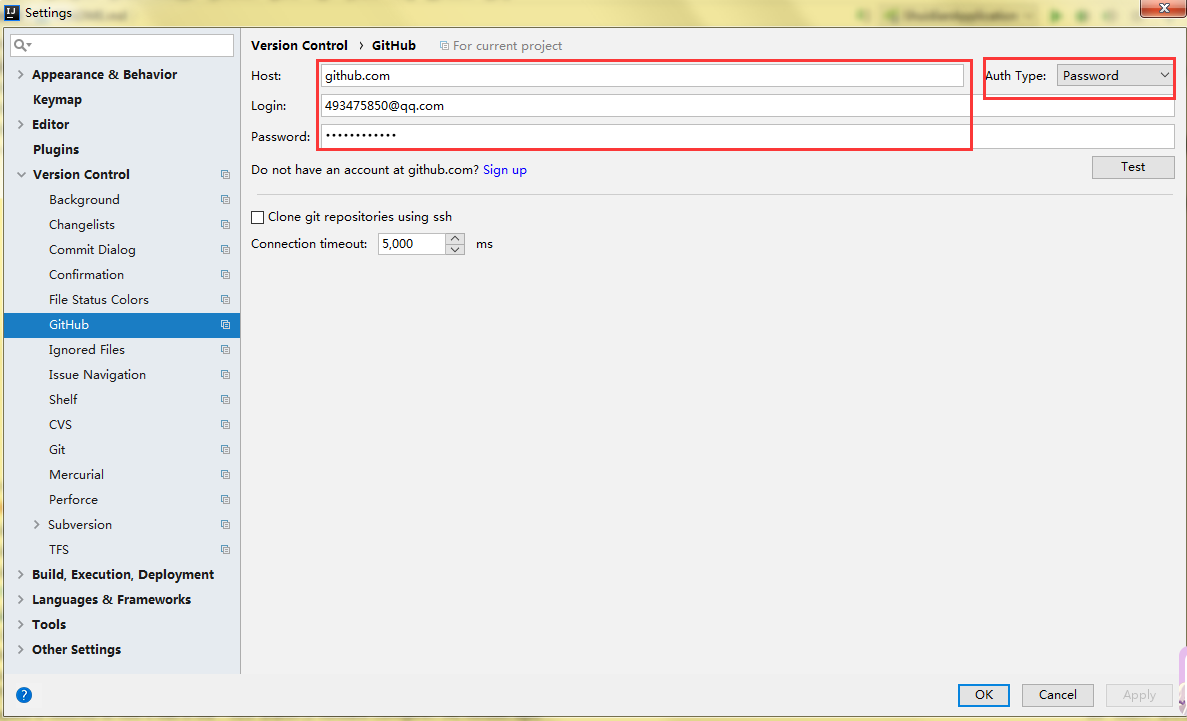 Settings
Version Control › GitHub For current project
Appearance & Behavior
Keymap
Editor
Plugins
Version Control
Background
Changelists
Commit Dialog
Confirmation
File Status Colors
GitHub
Ignored Files
Issue Navigation
Shelf
CVS
Git
Mercurial
Perforce
Subversion
TFS
Build, Execution, Deployment
Languages & Frameworks
Tools
Other Settings
Host: github.com Auth Type: Password
Login: 493475850@qq.com
Password: ••••••••••••
Do not have an account at github.com? Sign up
Test
Clone git repositories using ssh
Connection timeout: 5,000 ms
?
OK Cancel Apply